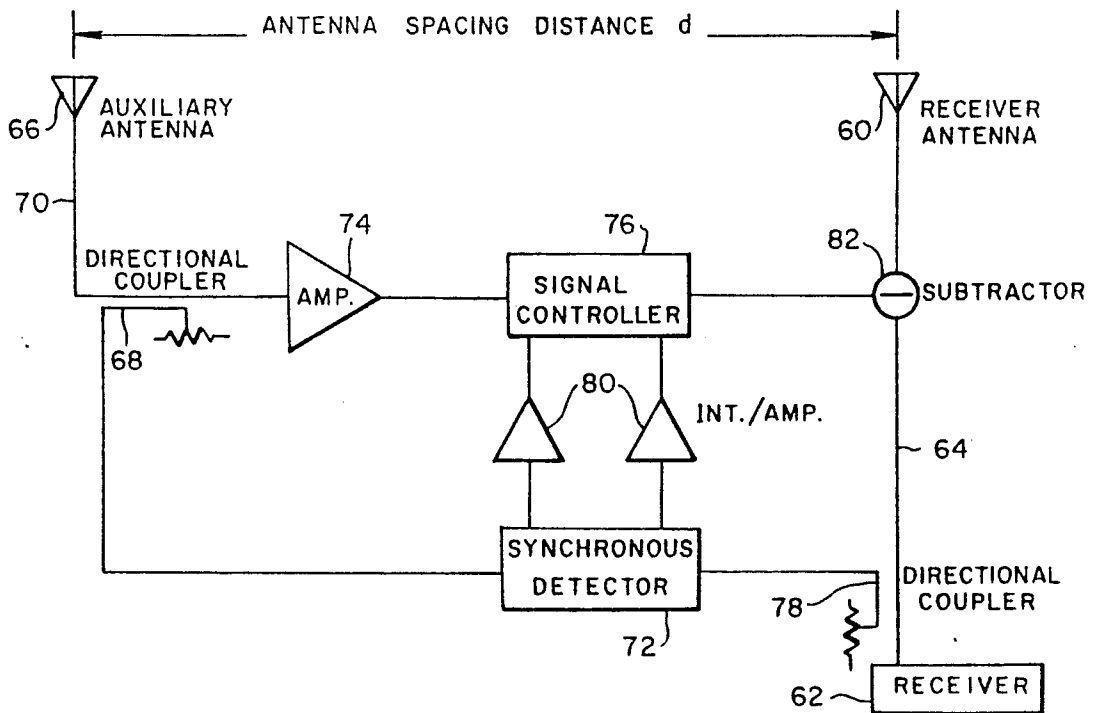 ANTENNA SPACING DISTANCE d
66
AUXILIARY
ANTENNA
60
RECEIVER
ANTENNA
70
74
76
82
DIRECTIONAL
COUPLER
AMP.
SIGNAL
CONTROLLER
SUBTRACTOR
68
80
INT./AMP.
64
SYNCHRONOUS
DETECTOR
78
DIRECTIONAL
COUPLER
72
62
RECEIVER